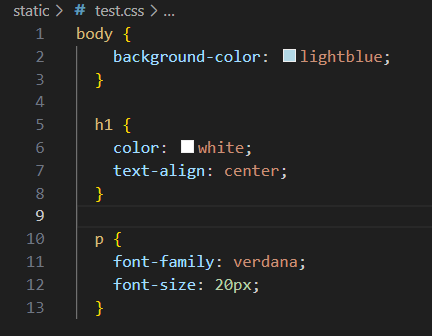 static > # test.css > ...
1 body {
2     background-color: lightblue;
3   }
4
5   h1 {
6     color: white;
7     text-align: center;
8   }
9
10   p {
11     font-family: verdana;
12     font-size: 20px;
13   }